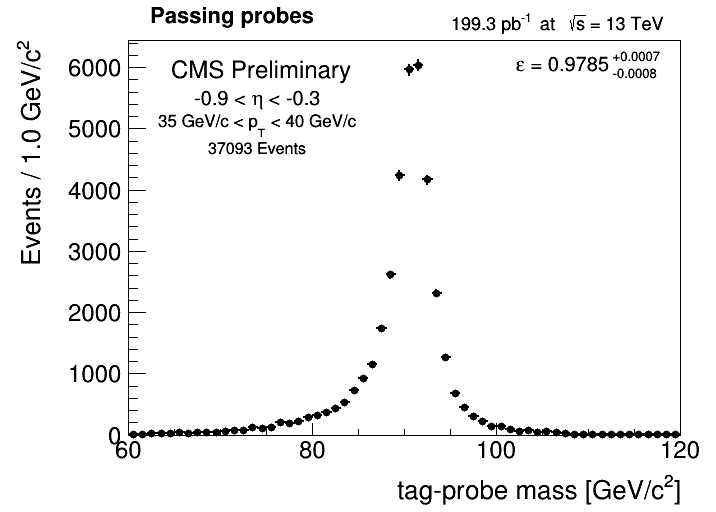 Passing probes
199.3 pb⁻¹ at √s = 13 TeV
CMS Preliminary
-0.9 < η < -0.3
35 GeV/c < p_T < 40 GeV/c
37093 Events
ε = 0.9785 +0.0007 -0.0008
Events / 1.0 GeV/c²
6000
5000
4000
3000
2000
1000
0
60 80 100 120
tag-probe mass [GeV/c²]